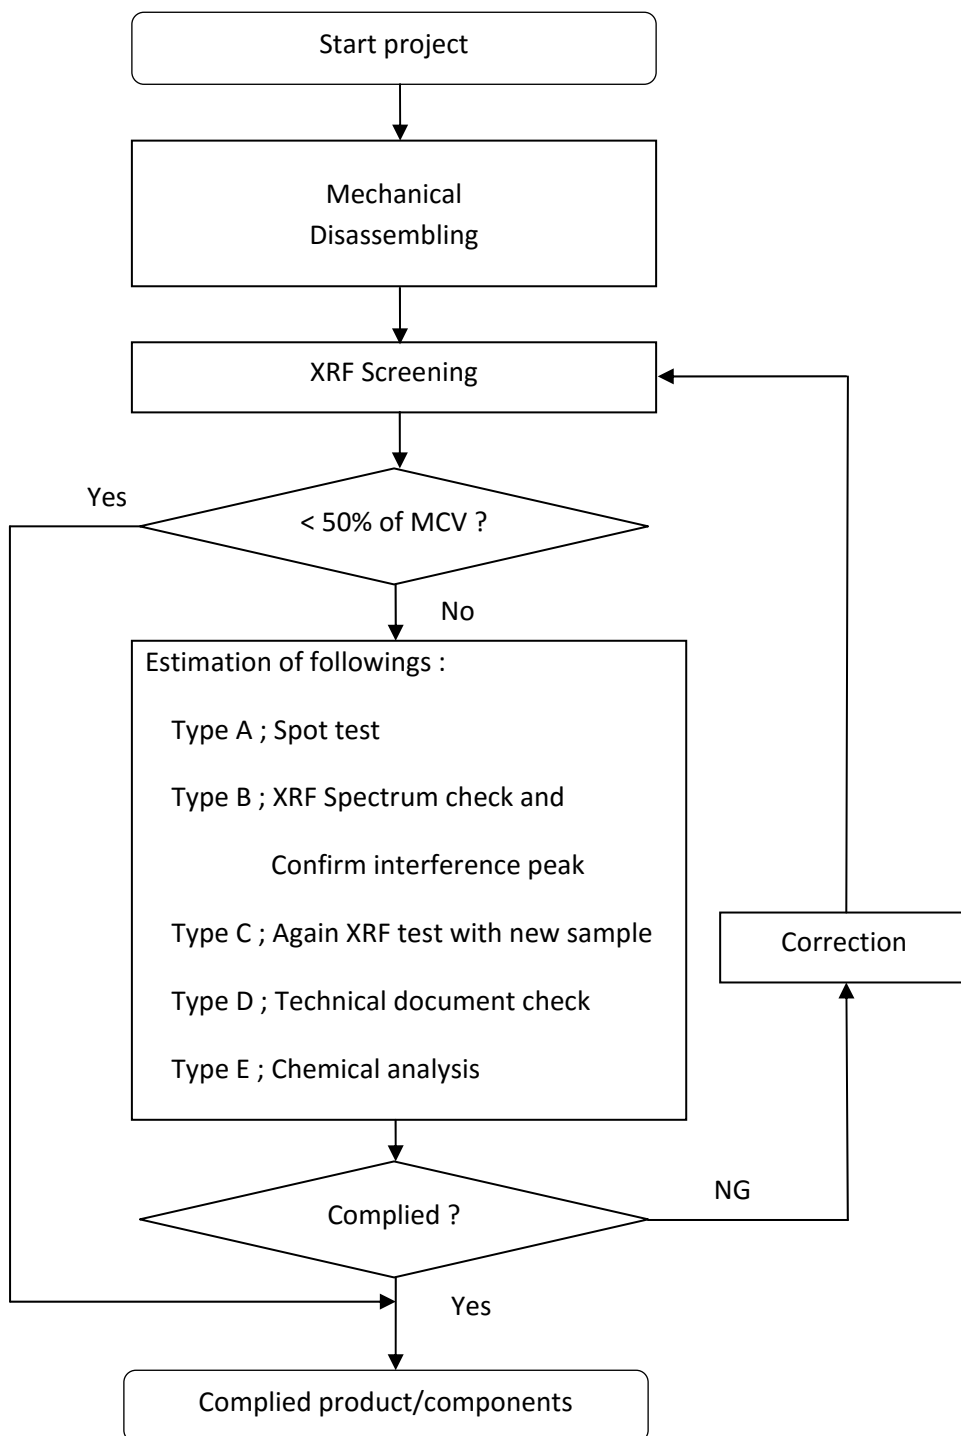 Start project
Mechanical
Disassembling
XRF Screening
Yes
< 50% of MCV ?
No
Estimation of followings :
Type A ; Spot test
Type B ; XRF Spectrum check and
Confirm interference peak
Type C ; Again XRF test with new sample
Correction
Type D ; Technical document check
Type E ; Chemical analysis
NG
Complied ?
Yes
Complied product/components